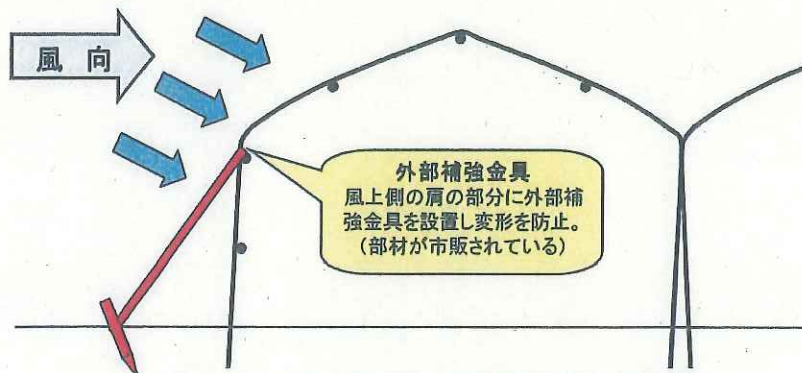 風 向
外部補強金具
風上側の肩の部分に外部補
強金具を設置し変形を防止。
（部材が市販されている）